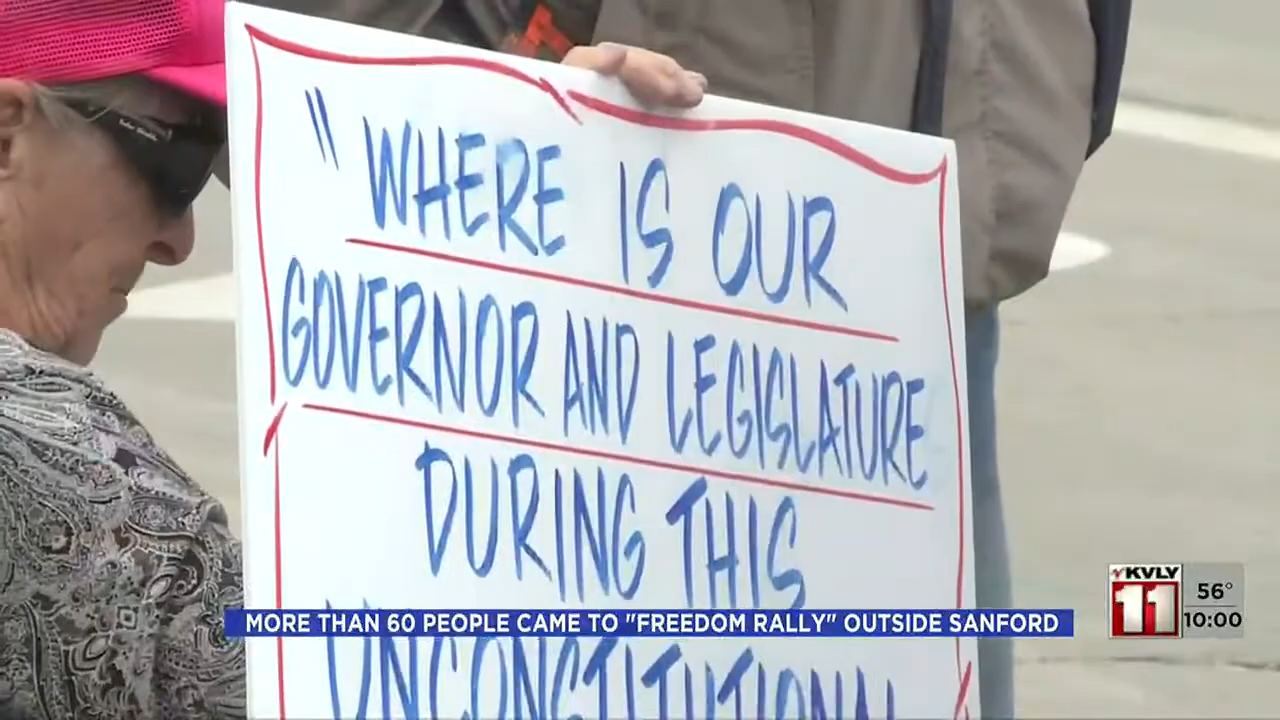 " WHERE IS OUR
GOVERNOR AND LEGISLATURE
DURING THIS
UNCONSTITUTIONAL
MORE THAN 60 PEOPLE CAME TO "FREEDOM RALLY" OUTSIDE SANFORD
KVLY
11
56°
10:00